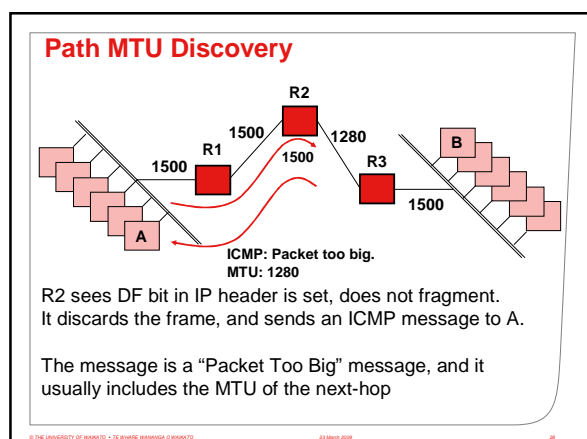 Path MTU Discovery
R2
R1
1500
1280
B
1500
1500
R3
1500
A
ICMP: Packet too big.
MTU: 1280
R2 sees DF bit in IP header is set, does not fragment.
It discards the frame, and sends an ICMP message to A.
The message is a “Packet Too Big” message, and it
usually includes the MTU of the next-hop
© THE UNIVERSITY OF WAIKATO • TE WHARE WANANGA O WAIKATO
23 March 2009
28